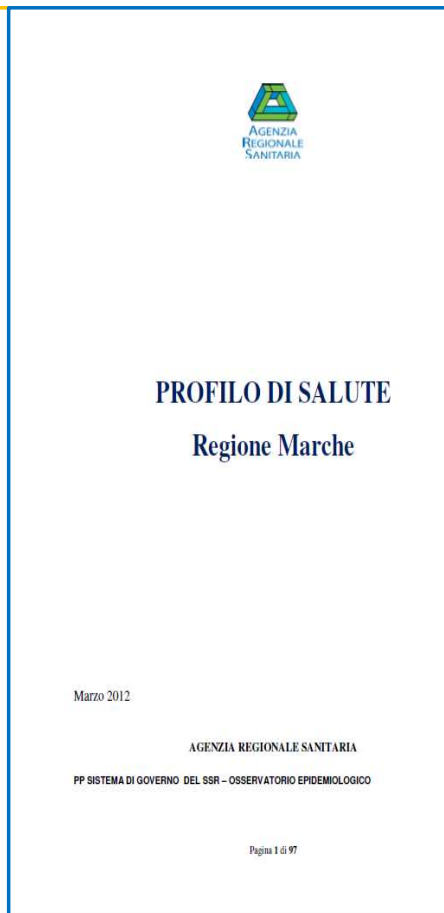 AGENZIA
REGIONALE
SANITARIA
PROFILO DI SALUTE
Regione Marche
Marzo 2012
AGENZIA REGIONALE SANITARIA
PP SISTEMA DI GOVERNO DEL SSR – OSSERVATORIO EPIDEMIOLOGICO
Pagina 1 di 97